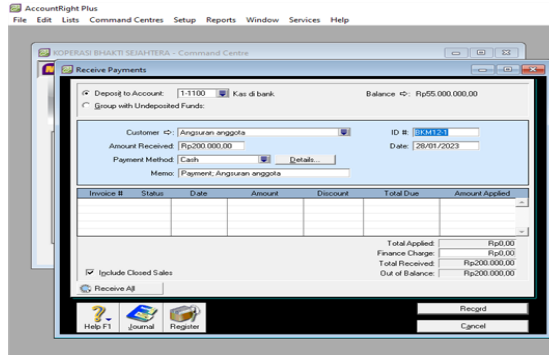 AccountRight Plus
File Edit Lists Command Centres Setup Reports Window Services Help
KOPERASI BHAKTI SEJAHTERA - Command Centre
Receive Payments
Deposit to Account: 1-1100 Kas di bank Balance ⇨: Rp55.000.000,00
Group with Undeposited Funds:
Customer ⇨: Angsuran anggota ID #: BKM12-1
Amount Received: Rp200.000,00 Date: 28/01/2023
Payment Method: Cash Details...
Memo: Payment; Angsuran anggota
Invoice # Status Date Amount Discount Total Due Amount Applied
Total Applied: Rp0,00
Finance Charge: Rp0,00
Total Received: Rp200.000,00
Include Closed Sales Out of Balance: Rp200.000,00
Receive All
Help F1 Journal Register Record
Cancel